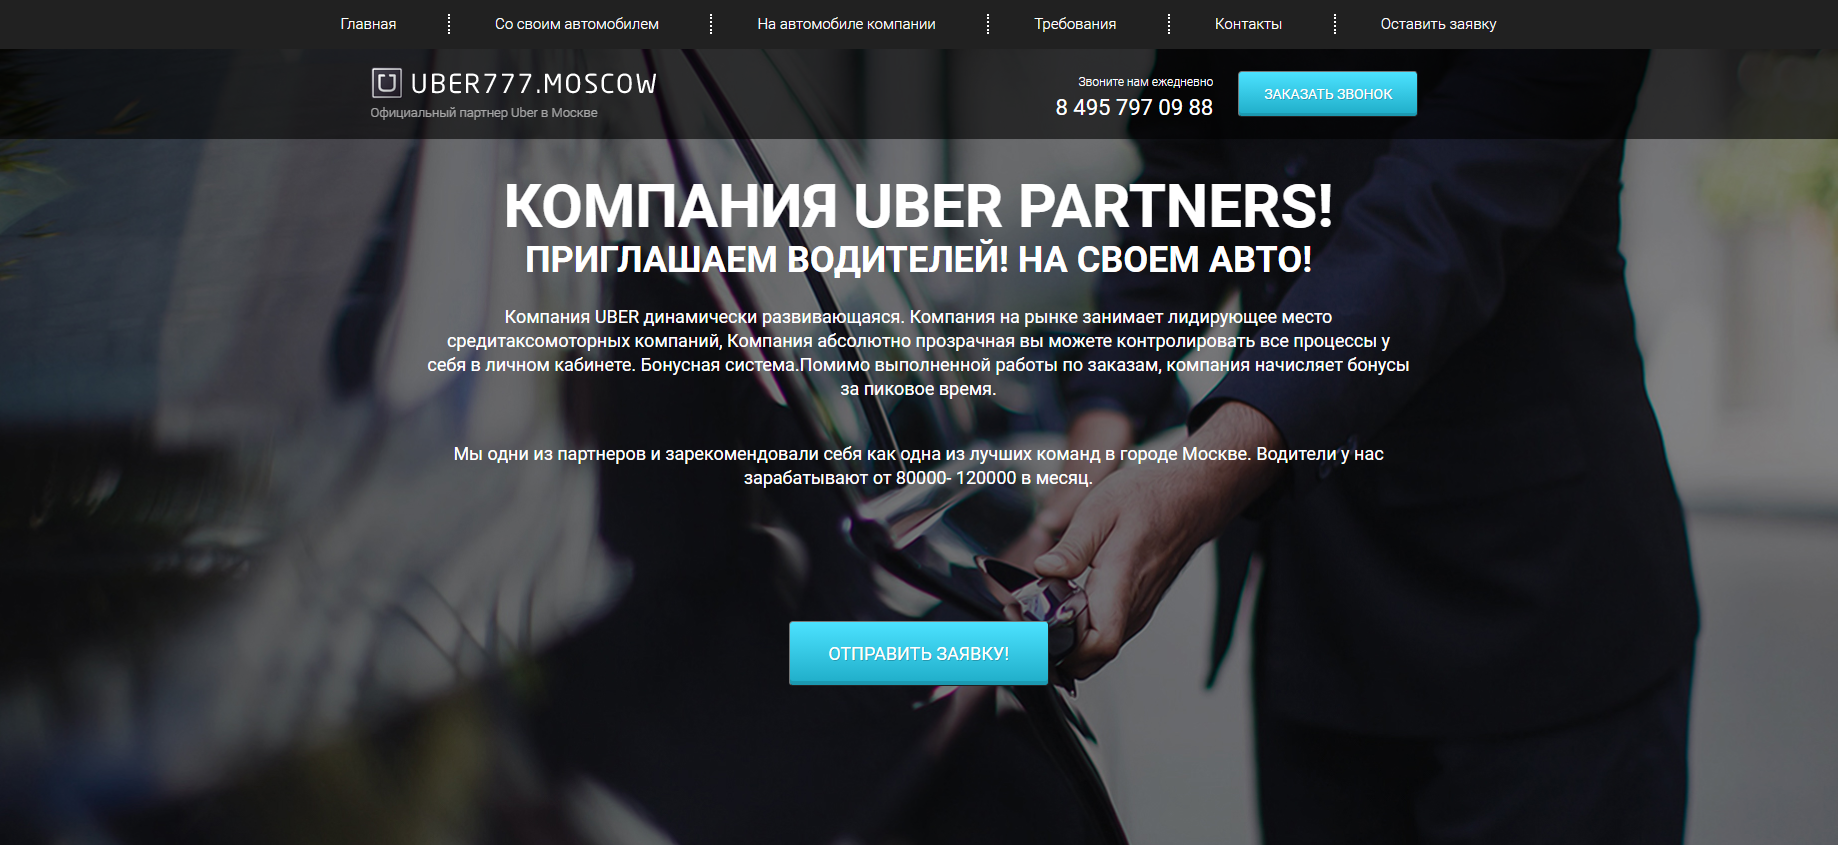 Главная
Со своим автомобилем
На автомобиле компании
Требования
Контакты
Оставить заявку
UBER777.MOSCOW
Официальный партнер Uber в Москве
Звоните нам ежедневно
8 495 797 09 88
ЗАКАЗАТЬ ЗВОНОК
КОМПАНИЯ UBER PARTNERS!
ПРИГЛАШАЕМ ВОДИТЕЛЕЙ! НА СВОЕМ АВТО!
Компания UBER динамически развивающаяся. Компания на рынке занимает лидирующее место
средитаксомоторных компаний, Компания абсолютно прозрачная вы можете контролировать все процессы у
себя в личном кабинете. Бонусная система.Помимо выполненной работы по заказам, компания начисляет бонусы
за пиковое время.
Мы одни из партнеров и зарекомендовали себя как одна из лучших команд в городе Москве. Водители у нас
зарабатывают от 80000- 120000 в месяц.
ОТПРАВИТЬ ЗАЯВКУ!